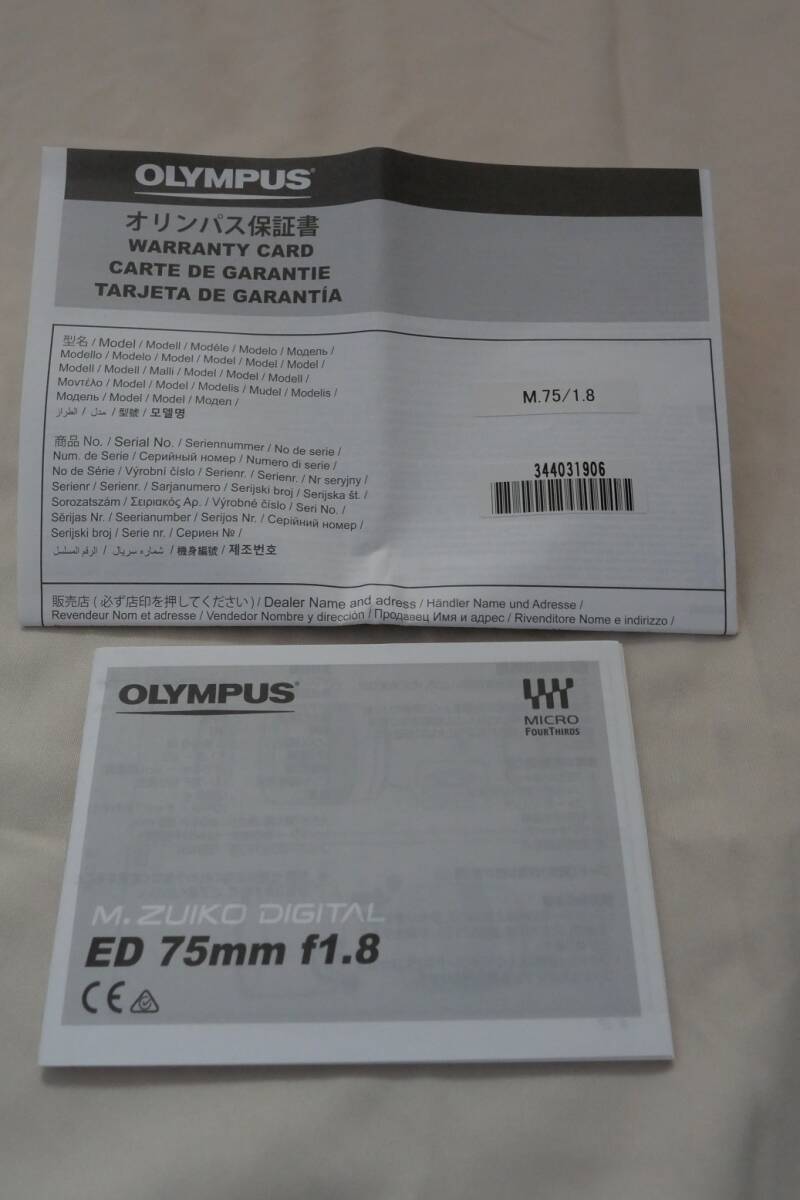 OLYMPUS
オリンパス保証書
WARRANTY CARD
CARTE DE GARANTIE
TARJETA DE GARANTÍA
型名 / Model / Modell / Modèle / Modelo / Модель /
Modello / Modelo / Model / Model / Model / Model /
Modell / Modell / Malli / Model / Model / Modell /
Μοντέλο / Model / Model / Modelis / Mudel / Modelis /
Модель / Model / Model / Модел /
الطراز / مدل / 型號 / 모델명
M.75/1.8
商品 No. / Serial No. / Seriennummer / No de serie /
Num. de Serie / Серийный номер / Numero di serie /
No de Série / Výrobní číslo / Serienr. / Serienr. / Nr seryjny /
Serienr / Serienr. / Sarjanumero / Serijski broj / Serijska št. /
Sorozatszám / Σειριακός Αρ. / Výrobné číslo / Seri No. /
Sērijas Nr. / Seerianumber / Serijos Nr. / Серійний номер /
Serijski broj / Serie nr. / Сериен № /
الرقم المسلسل / شماره سریال / 機身編號 / 제조번호
344031906
販売店 ( 必ず店印を押してください ) / Dealer Name and adress / Händler Name und Adresse /
Revendeur Nom et adresse / Vendedor Nombre y dirección / Продавец Имя и адрес / Rivenditore Nome e indirizzo /
OLYMPUS
MICRO
FOURTHIRDS
M. ZUIKO DIGITAL
ED 75mm f1.8
CE